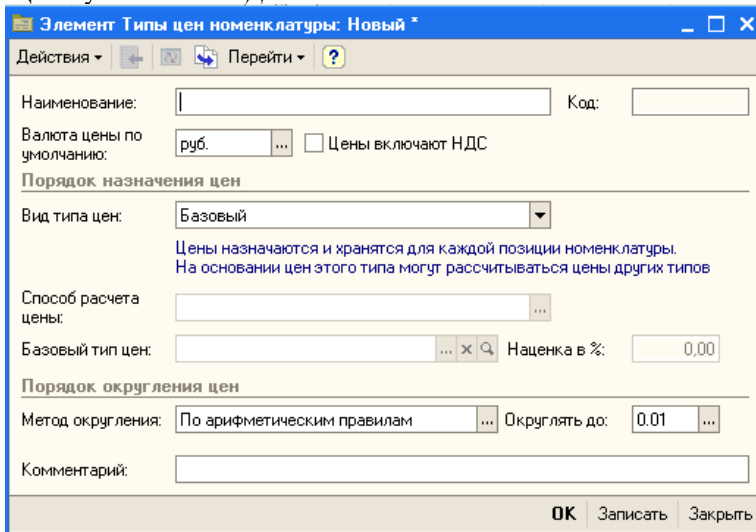 Элемент Типы цен номенклатуры: Новый *
Действия Перейти ?
Наименование: Код:
Валюта цены по умолчанию: руб. ... Цены включают НДС
Порядок назначения цен
Вид типа цен: Базовый
Цены назначаются и хранятся для каждой позиции номенклатуры.
На основании цен этого типа могут рассчитываться цены других типов
Способ расчета цены: ...
Базовый тип цен: ... x Наценка в %: 0,00
Порядок округления цен
Метод округления: По арифметическим правилам ... Округлять до: 0.01 ...
Комментарий:
OK Записать Закрыть